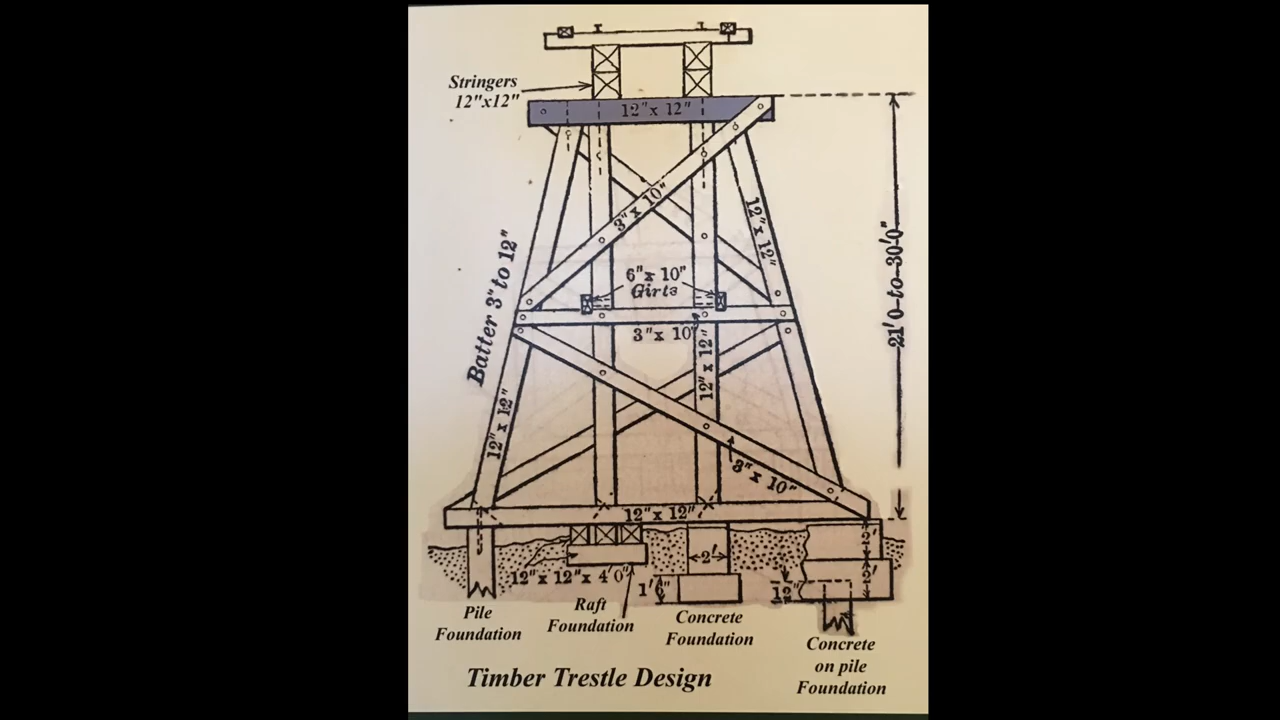 Stringers
12"x12"
12"x 12"
3"x 10"
12"x 12"
Batter 3"to 12"
6"x 10"
Girts
3"x 10"
12"x 12"
21'0-to-30'0"
12"x 12"
3"x 10"
12"x 12"
2'
2'
2'
12"x 12"x 4'0"
1'6"
12"
Pile
Foundation
Raft
Foundation
Concrete
Foundation
Concrete
on pile
Foundation
Timber Trestle Design